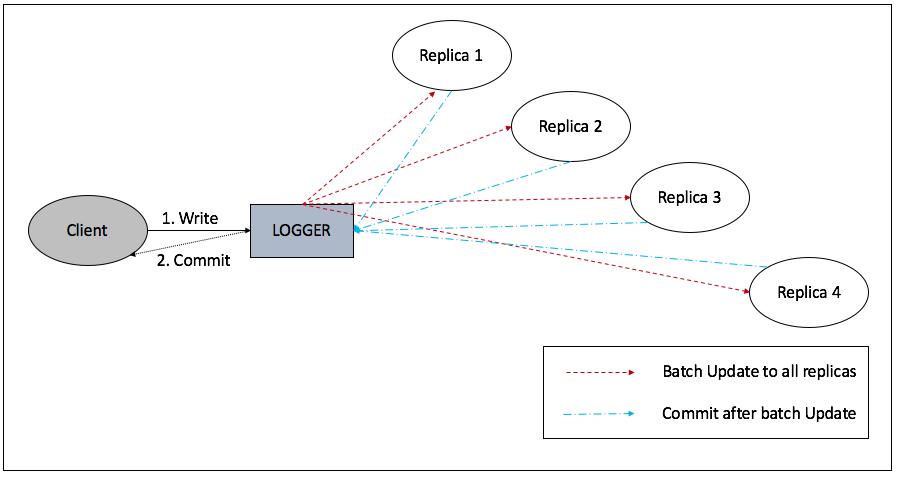 Replica 1
Replica 2
Replica 3
Client
1. Write
LOGGER
2. Commit
Replica 4
Batch Update to all replicas
Commit after batch Update